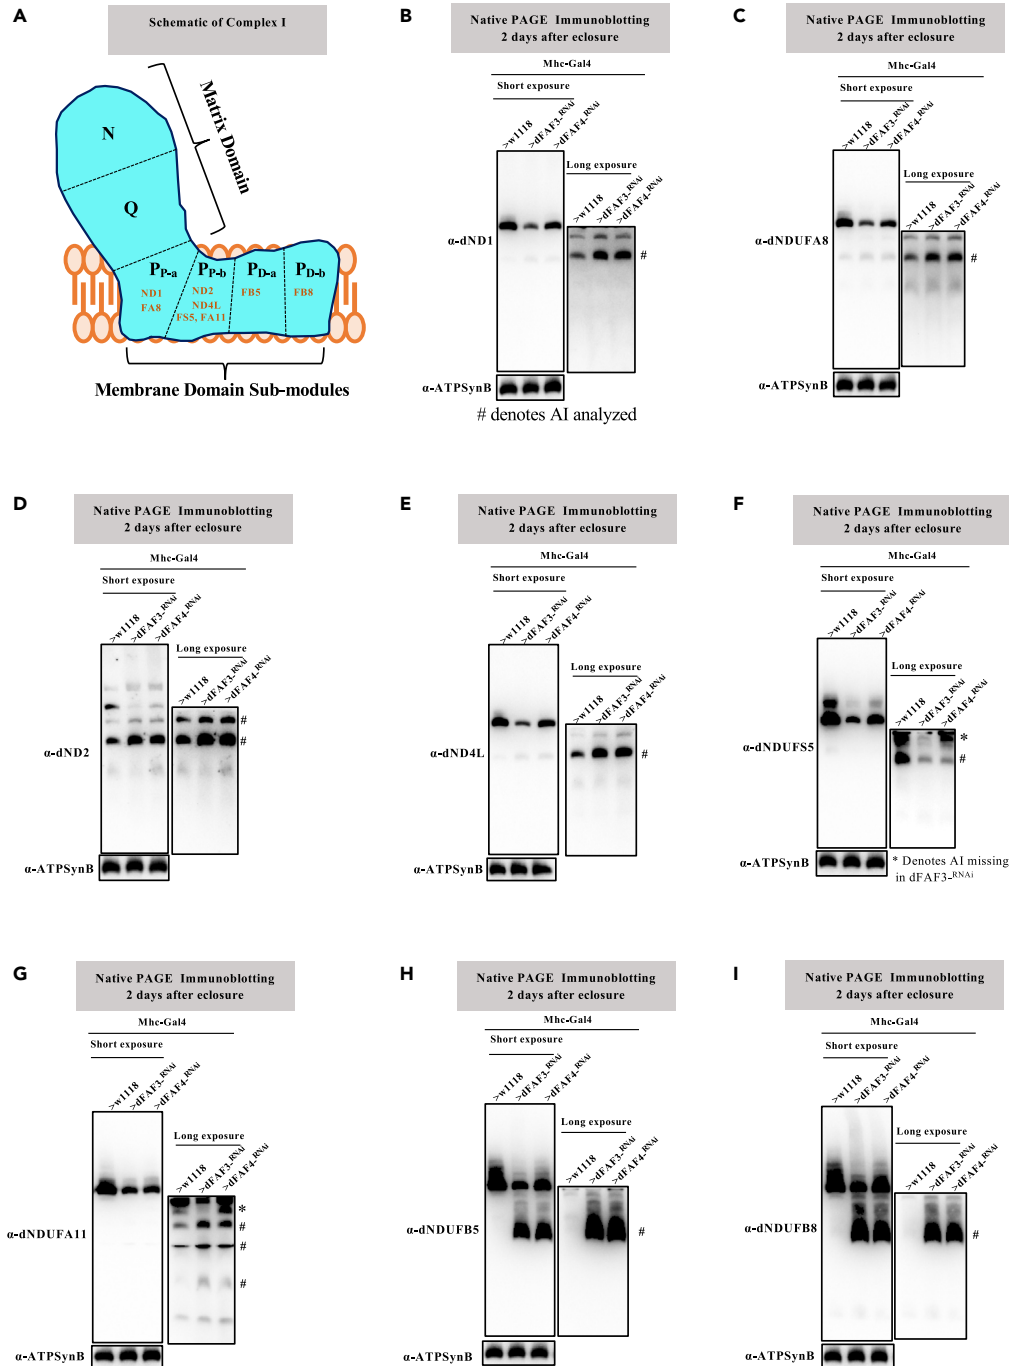 A
Schematic of Complex I
Matrix Domain
N
Q
PP-a
PP-b
PD-a
PD-b
ND1
FA8
ND2
ND4L
FS5, FA11
FB5
FB8
Membrane Domain Sub-modules
B
Native PAGE Immunoblotting
2 days after eclosure
Mhc-Gal4
Short exposure
>w1118
>dFAF3-RNAi
>dFAF4-RNAi
Long exposure
>w1118
>dFAF3-RNAi
>dFAF4-RNAi
α-dND1
#
α-ATPSynB
# denotes AI analyzed
C
Native PAGE Immunoblotting
2 days after eclosure
Mhc-Gal4
Short exposure
>w1118
>dFAF3-RNAi
>dFAF4-RNAi
Long exposure
>w1118
>dFAF3-RNAi
>dFAF4-RNAi
α-dNDUFA8
#
α-ATPSynB
D
Native PAGE Immunoblotting
2 days after eclosure
Mhc-Gal4
Short exposure
>w1118
>dFAF3-RNAi
>dFAF4-RNAi
Long exposure
>w1118
>dFAF3-RNAi
>dFAF4-RNAi
#
#
α-dND2
α-ATPSynB
E
Native PAGE Immunoblotting
2 days after eclosure
Mhc-Gal4
Short exposure
>w1118
>dFAF3-RNAi
>dFAF4-RNAi
Long exposure
>w1118
>dFAF3-RNAi
>dFAF4-RNAi
α-dND4L
#
α-ATPSynB
F
Native PAGE Immunoblotting
2 days after eclosure
Mhc-Gal4
Short exposure
>w1118
>dFAF3-RNAi
>dFAF4-RNAi
Long exposure
>w1118
>dFAF3-RNAi
>dFAF4-RNAi
α-dNDUFS5
*
#
α-ATPSynB
* Denotes AI missing
in dFAF3-RNAi
G
Native PAGE Immunoblotting
2 days after eclosure
Mhc-Gal4
Short exposure
>w1118
>dFAF3-RNAi
>dFAF4-RNAi
Long exposure
>w1118
>dFAF3-RNAi
>dFAF4-RNAi
α-dNDUFA11
*
#
#
#
α-ATPSynB
H
Native PAGE Immunoblotting
2 days after eclosure
Mhc-Gal4
Short exposure
>w1118
>dFAF3-RNAi
>dFAF4-RNAi
Long exposure
>w1118
>dFAF3-RNAi
>dFAF4-RNAi
α-dNDUFB5
#
α-ATPSynB
I
Native PAGE Immunoblotting
2 days after eclosure
Mhc-Gal4
Short exposure
>w1118
>dFAF3-RNAi
>dFAF4-RNAi
Long exposure
>w1118
>dFAF3-RNAi
>dFAF4-RNAi
α-dNDUFB8
#
α-ATPSynB